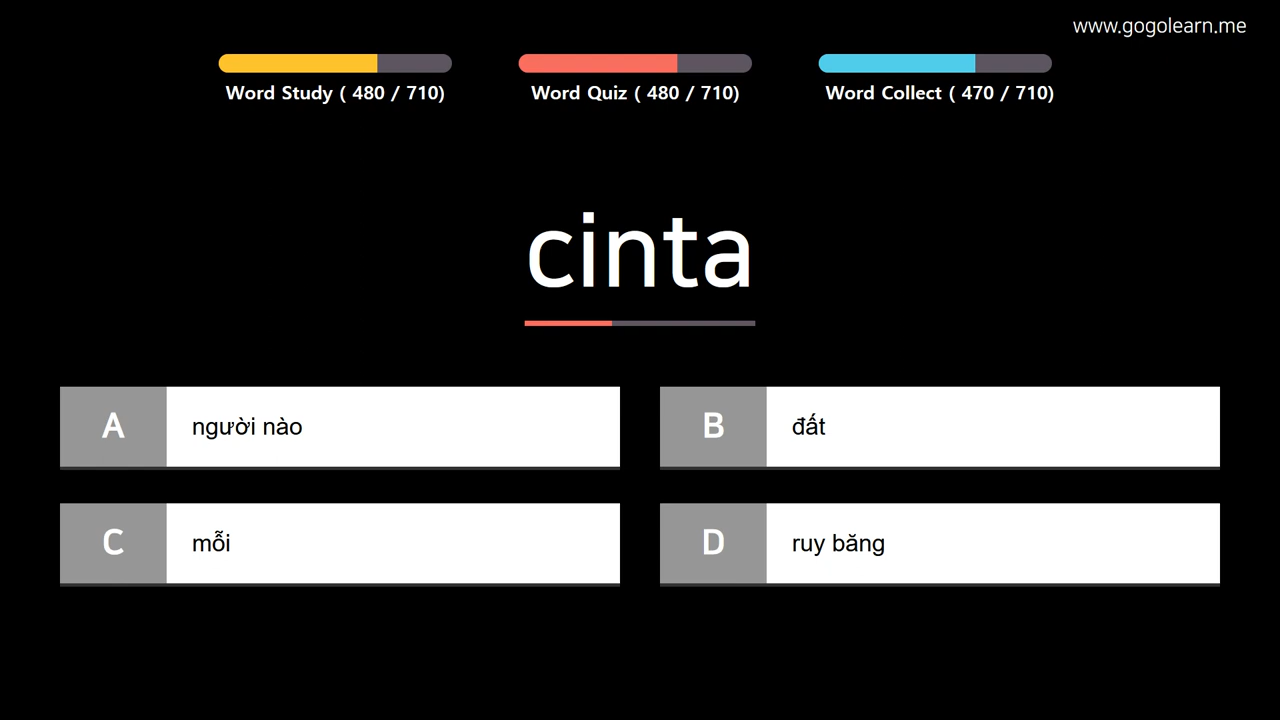 www.gogolearn.me
Word Study ( 480 / 710)
Word Quiz ( 480 / 710)
Word Collect ( 470 / 710)
cinta
A người nào
B đất
C mỗi
D ruy băng